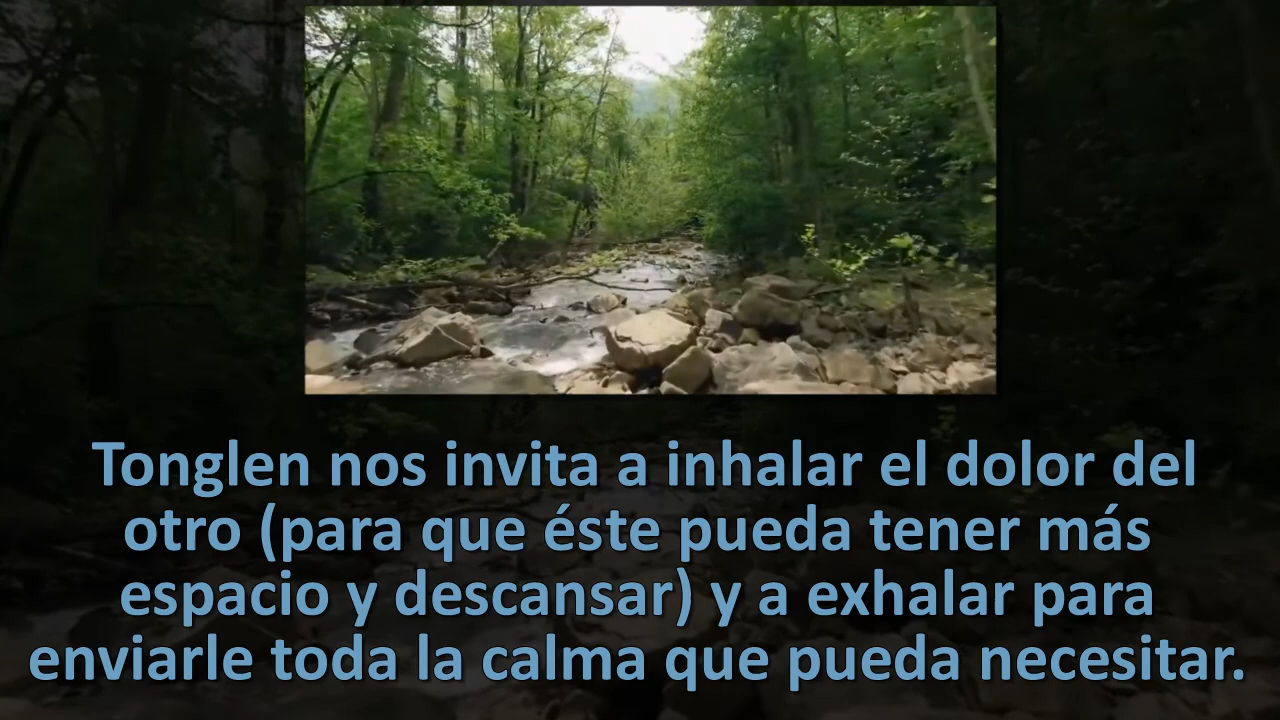 Tonglen nos invita a inhalar el dolor del
otro (para que éste pueda tener más
espacio y descansar) y a exhalar para
enviarle toda la calma que pueda necesitar.